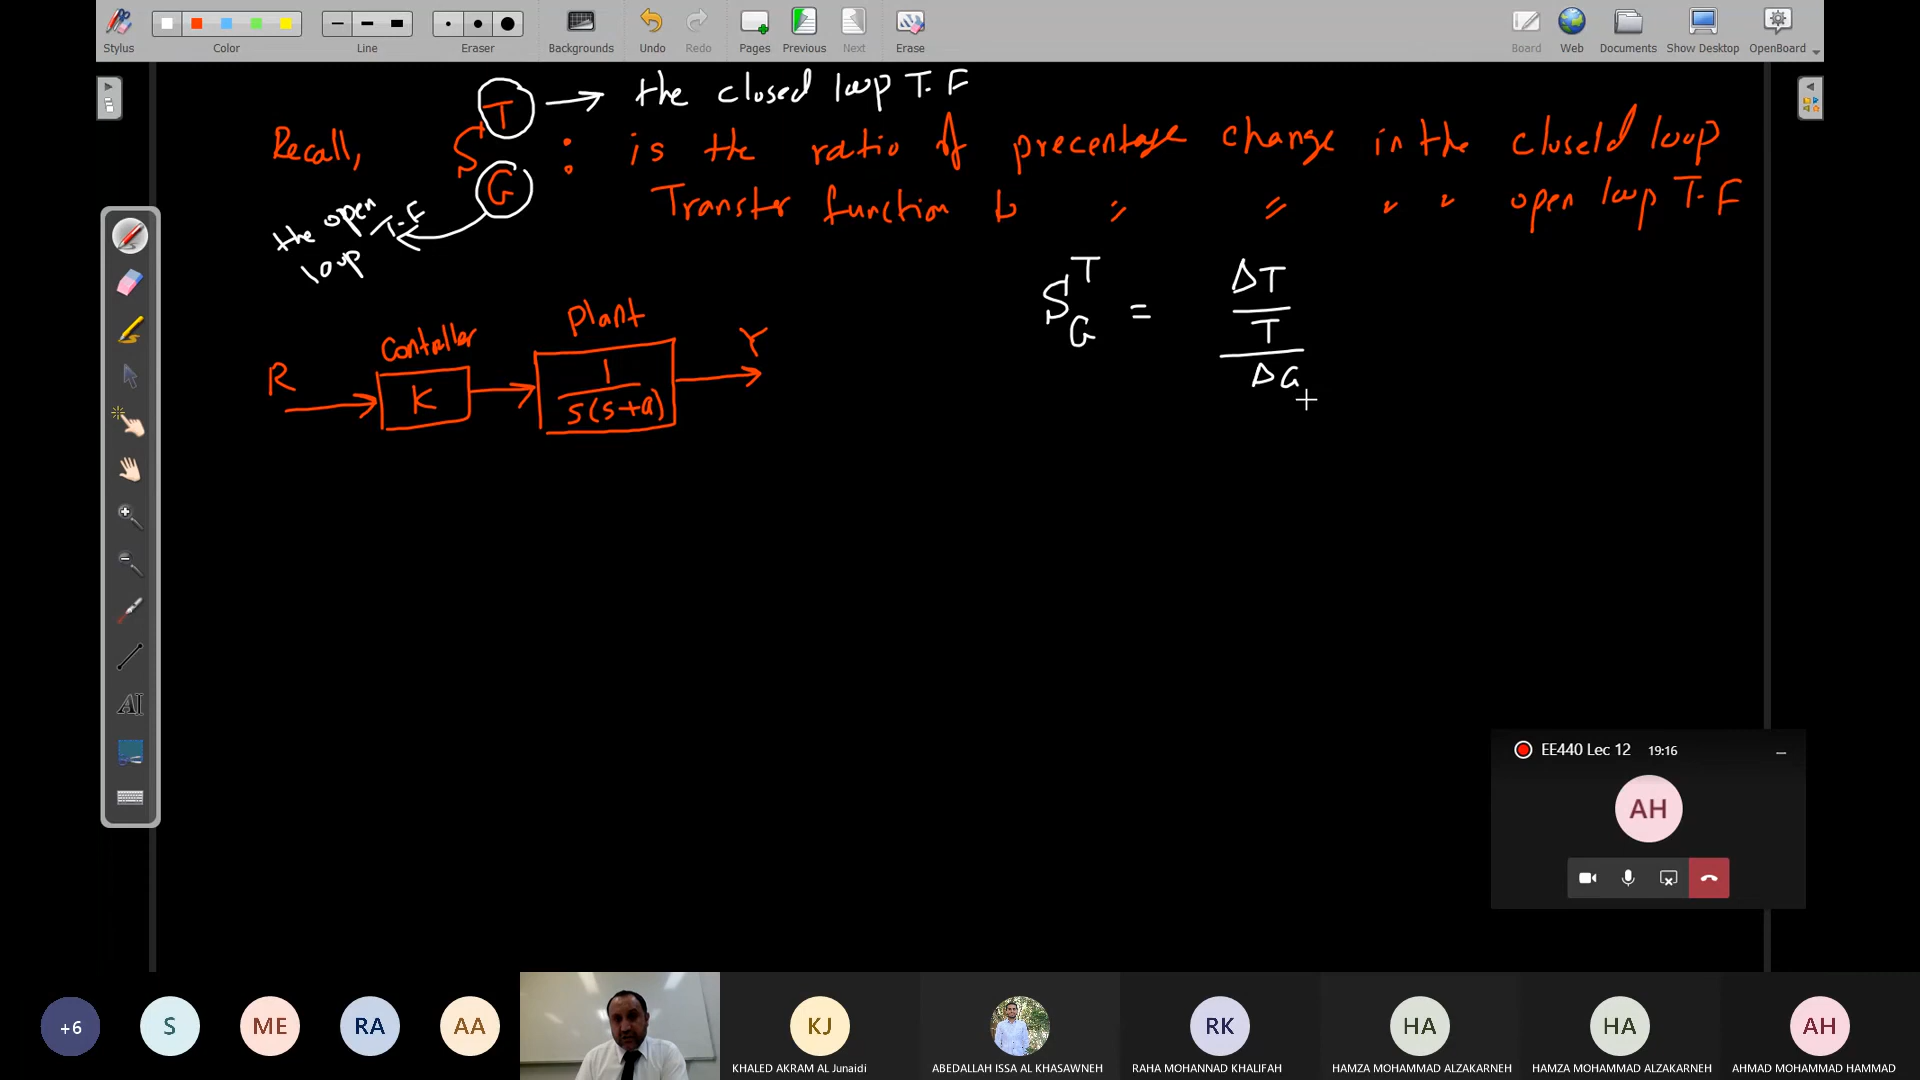 Stylus
Color
Line
Eraser
Backgrounds
Undo
Redo
Pages
Previous
Next
Erase
Board
Web
Documents
Show Desktop
OpenBoard
T → the closed loop T.F
Recall, S T G : is the ratio of precentage change in the closeld loop
Transfer function to " " " " open loop T.F
the open
loop T.F
S T G = ΔT
T
ΔG
Controller
Plant
R
K
1
s(s+a)
Y
EE440 Lec 12 19:16
AH
+6
S
ME
RA
AA
KJ
KHALED AKRAM AL Junaidi
ABEDALLAH ISSA AL KHASAWNEH
RK
RAHA MOHANNAD KHALIFAH
HA
HAMZA MOHAMMAD ALZAKARNEH
HA
HAMZA MOHAMMAD ALZAKARNEH
AH
AHMAD MOHAMMAD HAMMAD